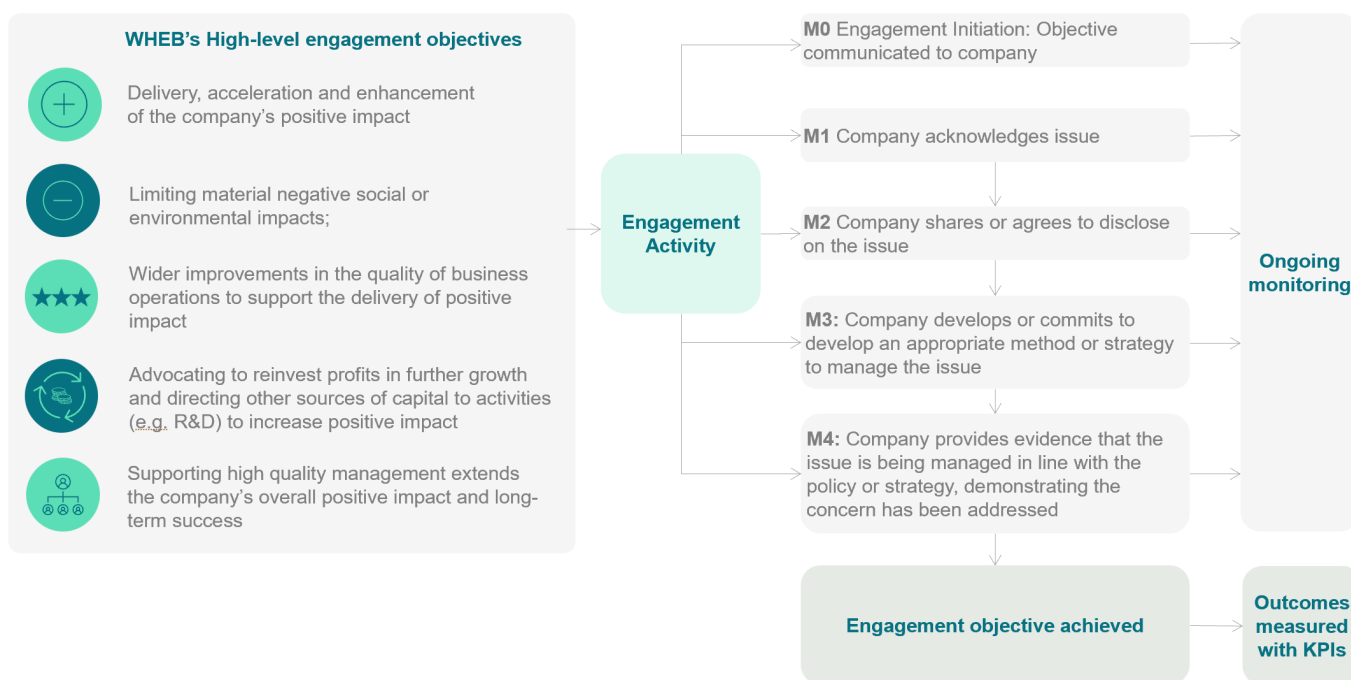 WHEB's High-level engagement objectives
Delivery, acceleration and enhancement
of the company's positive impact
Limiting material negative social or
environmental impacts;
Wider improvements in the quality of business
operations to support the delivery of positive
impact
Advocating to reinvest profits in further growth
and directing other sources of capital to activities
(e.g. R&D) to increase positive impact
Supporting high quality management extends
the company's overall positive impact and long-
term success
Engagement
Activity
M0 Engagement Initiation: Objective
communicated to company
M1 Company acknowledges issue
M2 Company shares or agrees to disclose
on the issue
M3: Company develops or commits to
develop an appropriate method or strategy
to manage the issue
M4: Company provides evidence that the
issue is being managed in line with the
policy or strategy, demonstrating the
concern has been addressed
Engagement objective achieved
Ongoing
monitoring
Outcomes
measured
with KPIs